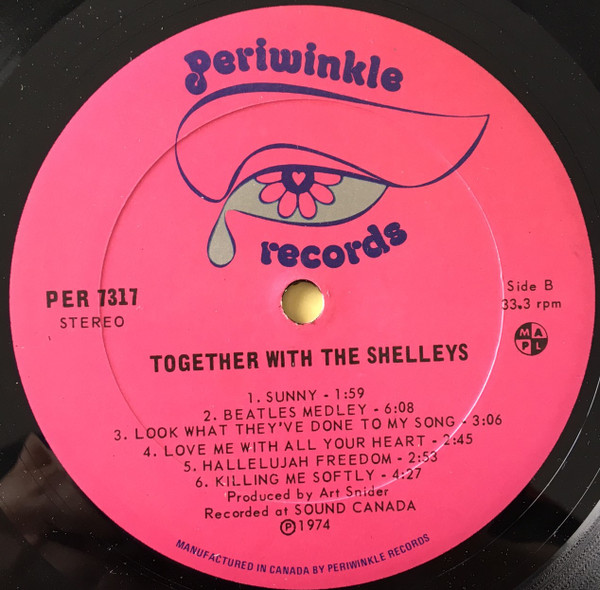 Periwinkle
records
PER 7317
STEREO
Side B
33.3 rpm
M A
P L
TOGETHER WITH THE SHELLEYS
1. SUNNY - 1:59
2. BEATLES MEDLEY - 6:08
3. LOOK WHAT THEY'VE DONE TO MY SONG - 3:06
4. LOVE ME WITH ALL YOUR HEART - 2:45
5. HALLELUJAH FREEDOM - 2:53
6. KILLING ME SOFTLY - 4:27
Produced by Art Snider
Recorded at SOUND CANADA
Ⓟ1974
MANUFACTURED IN CANADA BY PERIWINKLE RECORDS